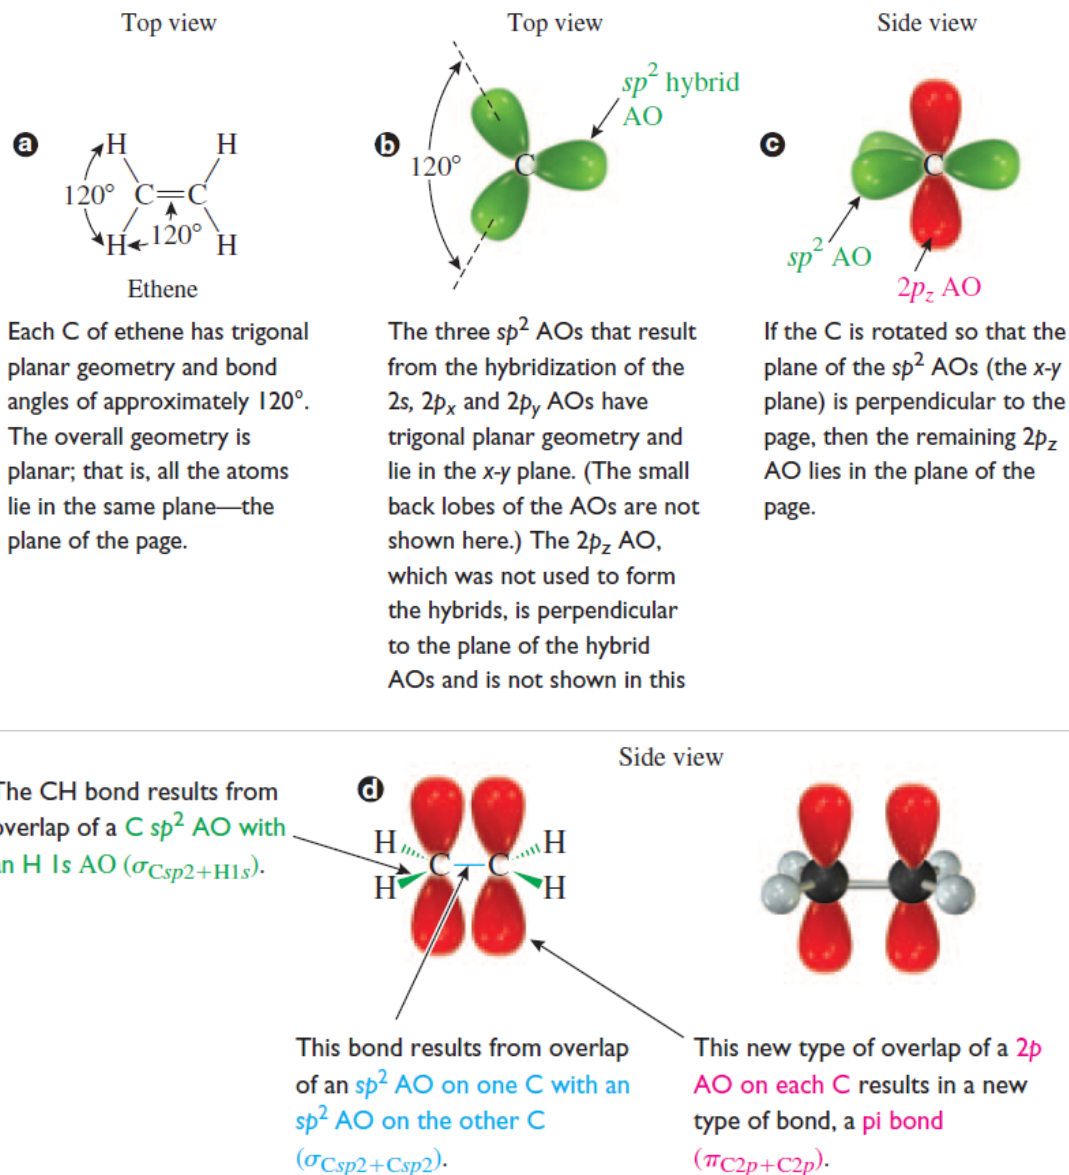 Top view
Top view
Side view
a
H H
120° C=C
H 120° H
Ethene
Each C of ethene has trigonal
planar geometry and bond
angles of approximately 120°.
The overall geometry is
planar; that is, all the atoms
lie in the same plane—the
plane of the page.
b
120°
C
sp² hybrid
AO
The three sp² AOs that result
from the hybridization of the
2s, 2pₓ and 2p_y AOs have
trigonal planar geometry and
lie in the x-y plane. (The small
back lobes of the AOs are not
shown here.) The 2p_z AO,
which was not used to form
the hybrids, is perpendicular
to the plane of the hybrid
AOs and is not shown in this
c
C
sp² AO
2p_z AO
If the C is rotated so that the
plane of the sp² AOs (the x-y
plane) is perpendicular to the
page, then the remaining 2p_z
AO lies in the plane of the
page.
Side view
The CH bond results from
overlap of a C sp² AO with
an H 1s AO (σCsp2+H1s).
d
H H
C—C
H H
This bond results from overlap
of an sp² AO on one C with an
sp² AO on the other C
(σCsp2+Csp2).
This new type of overlap of a 2p
AO on each C results in a new
type of bond, a pi bond
(πC2p+C2p).